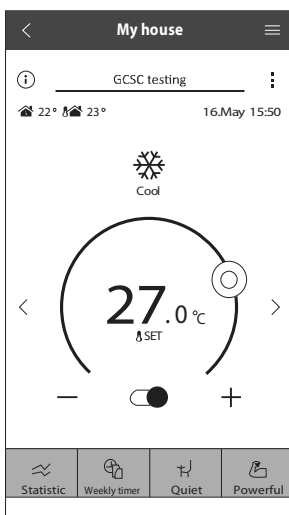 My house
GCSC testing
22° 23° 16.May 15:50
Cool
27.0 °C
SET
Statistic Weekly timer Quiet Powerful